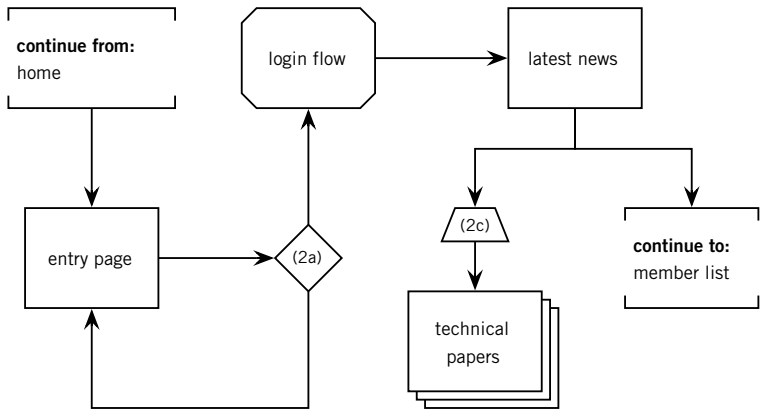 continue from:
home
login flow
latest news
entry page
(2a)
(2c)
continue to:
member list
technical
papers